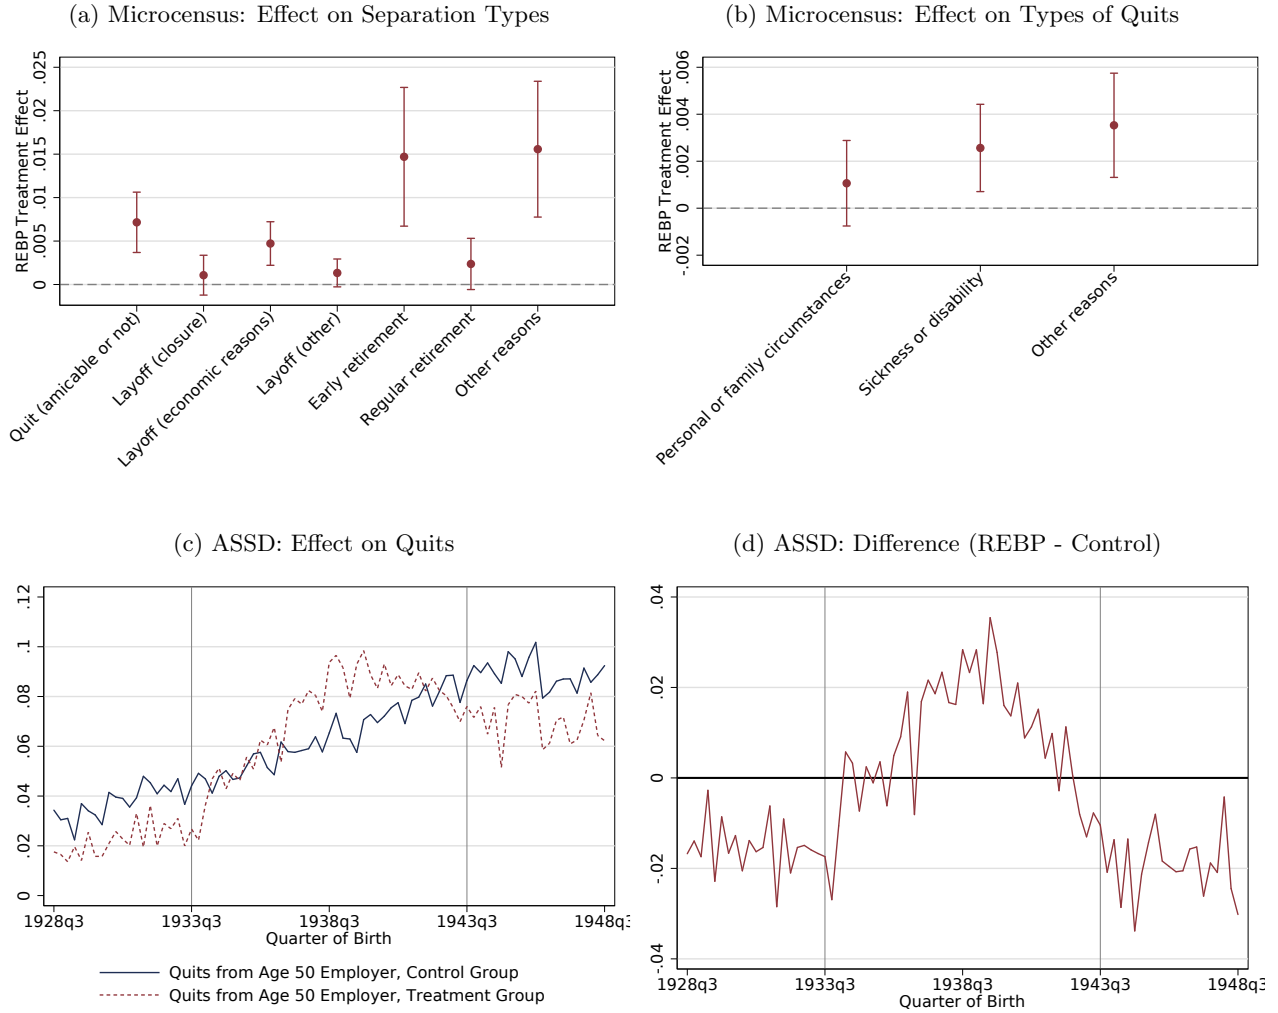 (a) Microcensus: Effect on Separation Types
REBP Treatment Effect
.025
.02
.015
.01
.005
0
Quit (amicable or not)
Layoff (closure)
Layoff (economic reasons)
Layoff (other)
Early retirement
Regular retirement
Other reasons
(b) Microcensus: Effect on Types of Quits
REBP Treatment Effect
.006
.004
.002
0
-.002
Personal or family circumstances
Sickness or disability
Other reasons
(c) ASSD: Effect on Quits
.12
.1
.08
.06
.04
.02
0
1928q3 1933q3 1938q3 1943q3 1948q3
Quarter of Birth
Quits from Age 50 Employer, Control Group
Quits from Age 50 Employer, Treatment Group
(d) ASSD: Difference (REBP - Control)
.04
.02
0
-.02
-.04
1928q3 1933q3 1938q3 1943q3 1948q3
Quarter of Birth